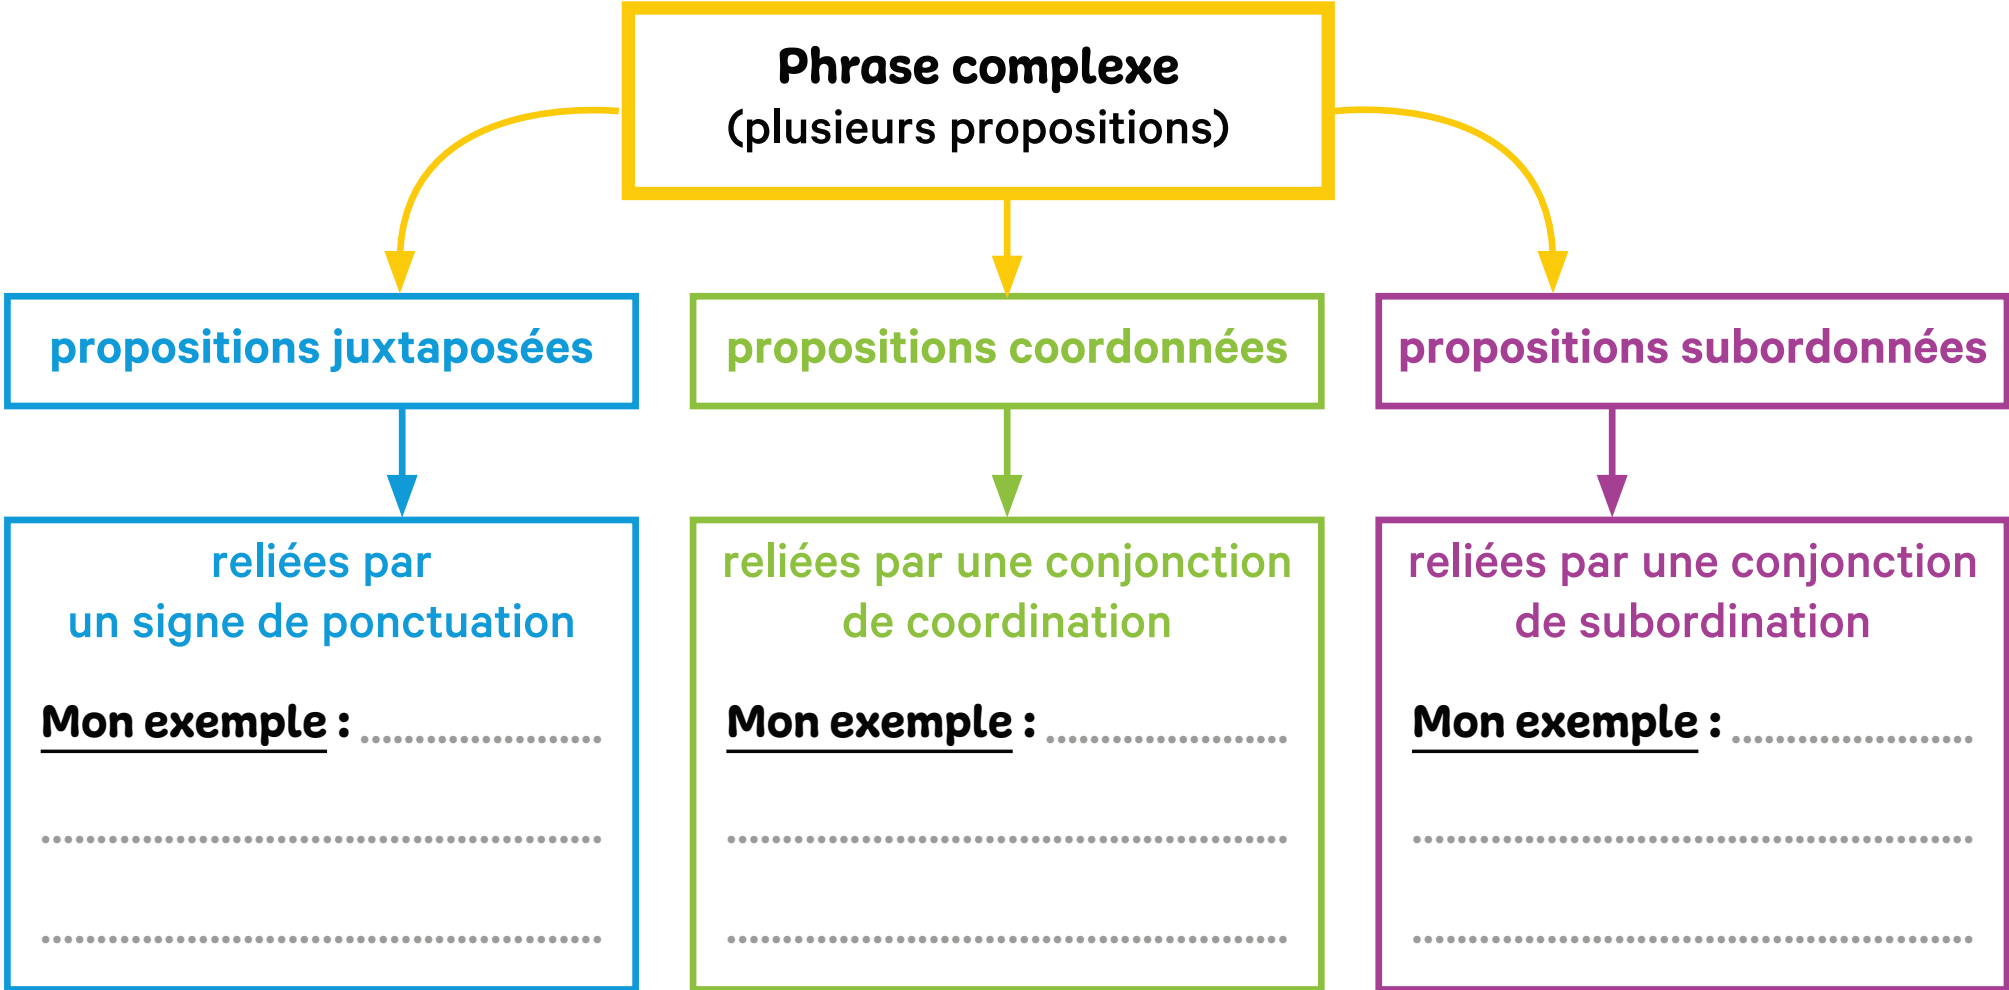 Phrase complexe
(plusieurs propositions)
propositions juxtaposées
propositions coordonnées
propositions subordonnées
reliées par
un signe de ponctuation
Mon exemple : ......................
..................................................
..................................................
reliées par une conjonction
de coordination
Mon exemple : ......................
..................................................
..................................................
reliées par une conjonction
de subordination
Mon exemple : ......................
..................................................
..................................................